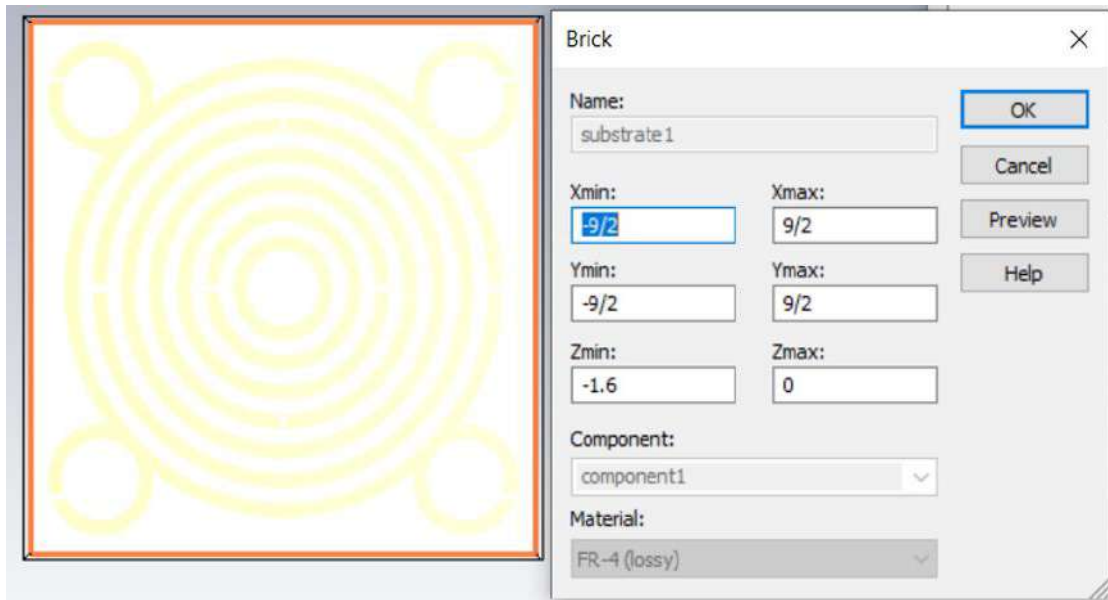 Brick
Name:
OK
substrate1
Cancel
Xmin:
Xmax:
-9/2
9/2
Preview
Ymin:
Ymax:
Help
-9/2
9/2
Zmin:
Zmax:
-1.6
0
Component:
component1
Material:
FR-4 (lossy)